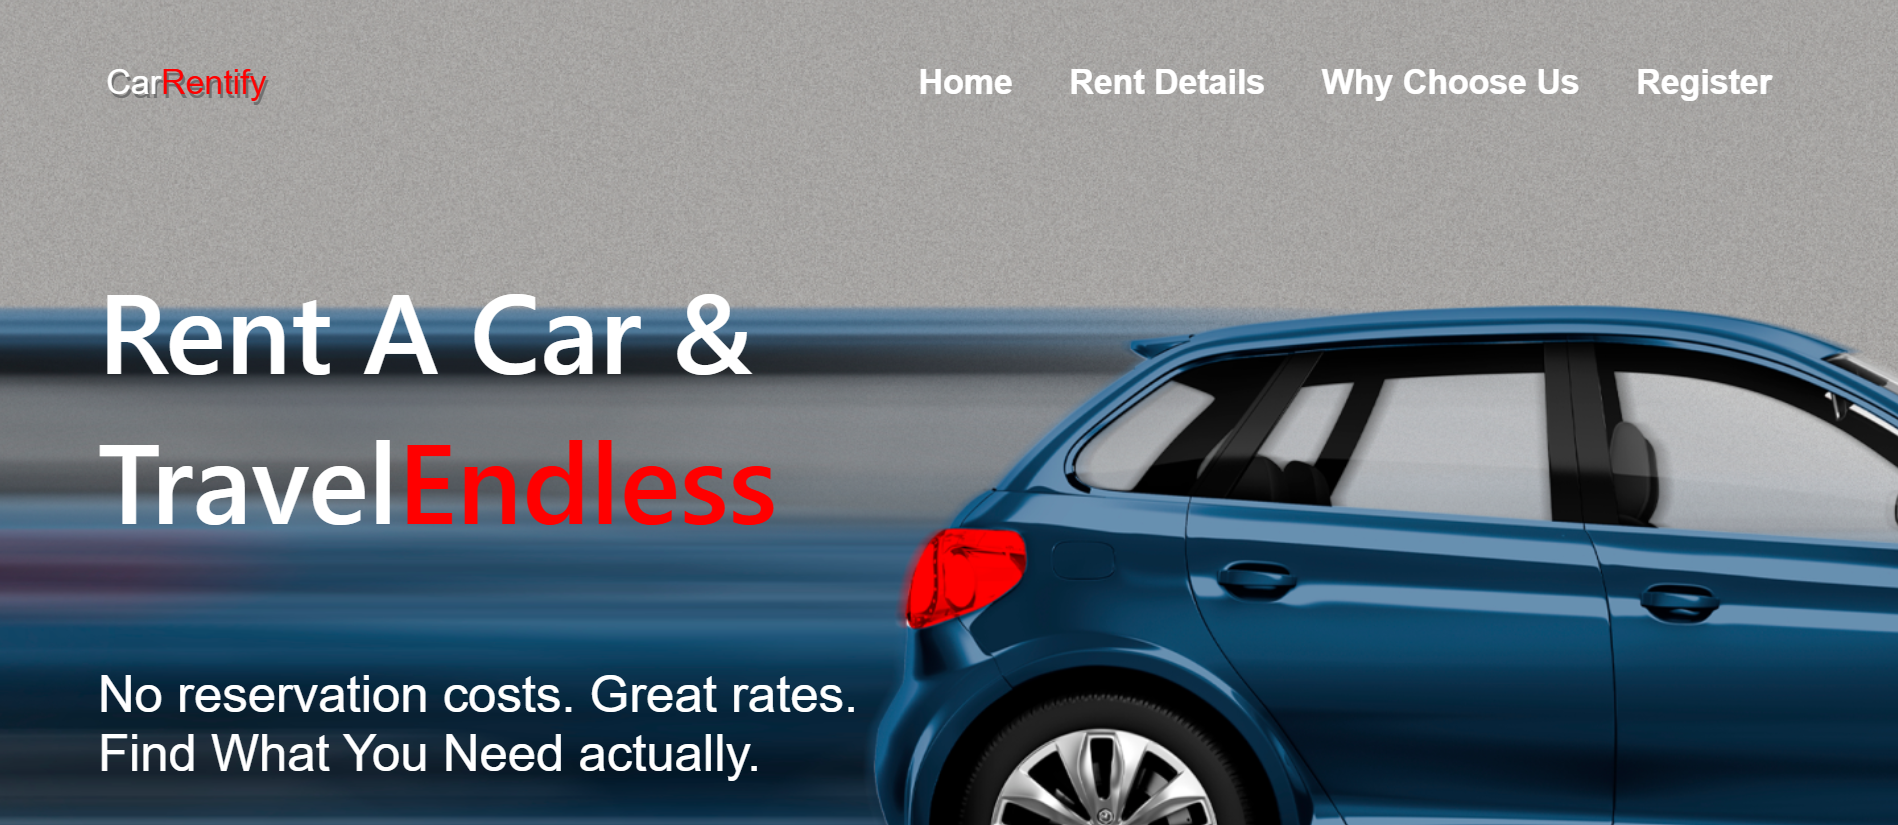 CarRentify
Home Rent Details Why Choose Us Register
Rent A Car &
TravelEndless
No reservation costs. Great rates.
Find What You Need actually.